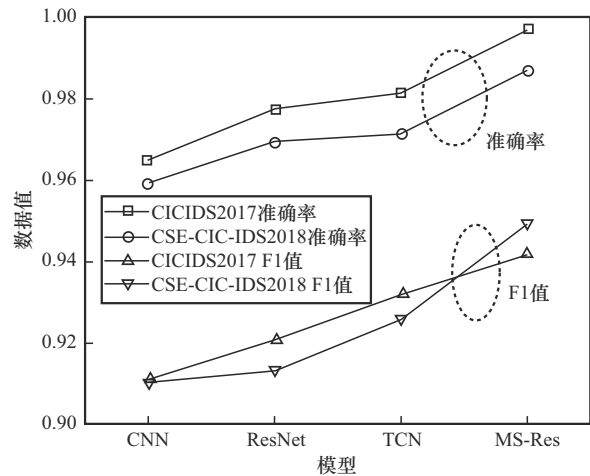 1.00
0.98
0.96
0.94
0.92
0.90
数据值
准确率
CICIDS2017准确率
CSE-CIC-IDS2018准确率
CICIDS2017 F1值
CSE-CIC-IDS2018 F1值
F1值
CNN
ResNet
TCN
MS-Res
模型